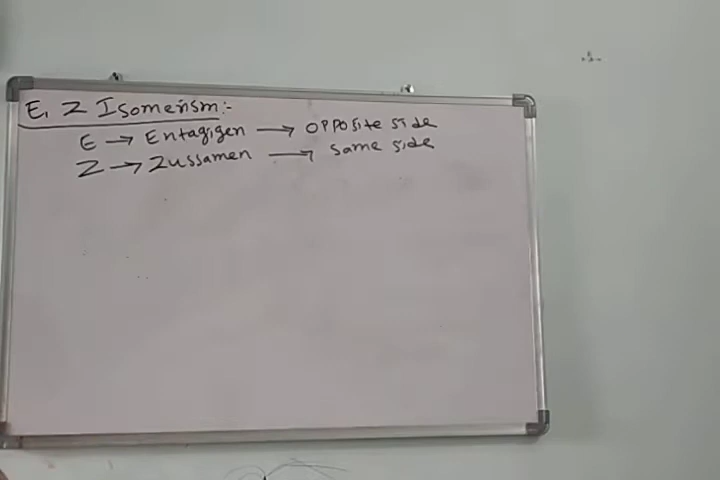 E, Z Isomerism:-
E → Entagigen → opposite side
Z → Zussamen → same side